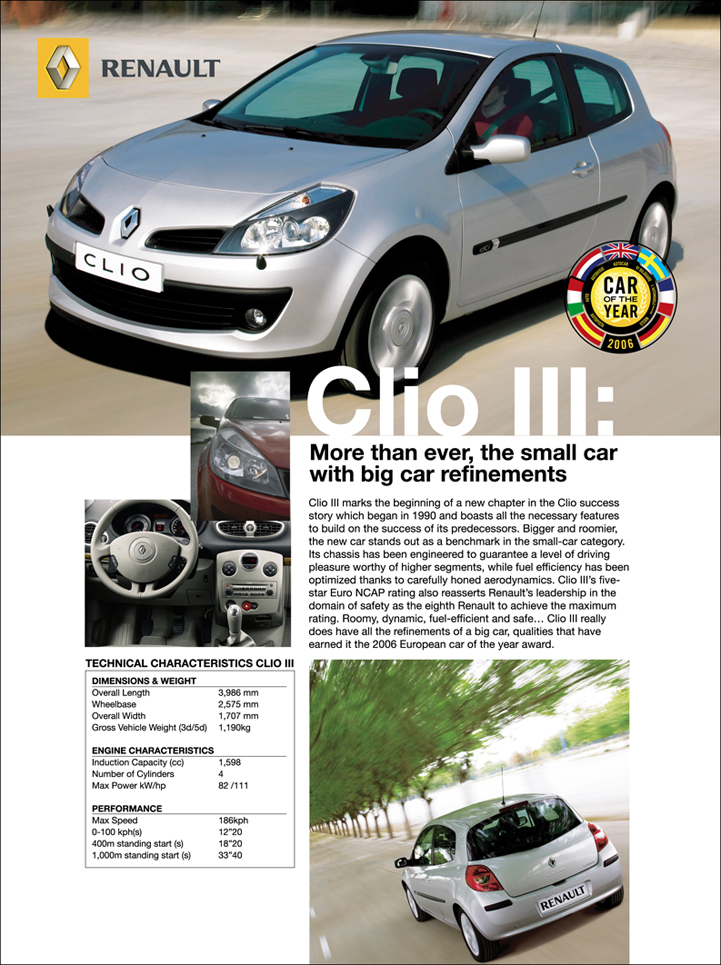 RENAULT
CLIO
dCi
CAR
OF THE
YEAR
2006
Clio III:
More than ever, the small car
with big car refinements
Clio III marks the beginning of a new chapter in the Clio success
story which began in 1990 and boasts all the necessary features
to build on the success of its predecessors. Bigger and roomier,
the new car stands out as a benchmark in the small-car category.
Its chassis has been engineered to guarantee a level of driving
pleasure worthy of higher segments, while fuel efficiency has been
optimized thanks to carefully honed aerodynamics. Clio III's five-
star Euro NCAP rating also reasserts Renault's leadership in the
domain of safety as the eighth Renault to achieve the maximum
rating. Roomy, dynamic, fuel-efficient and safe… Clio III really
does have all the refinements of a big car, qualities that have
earned it the 2006 European car of the year award.
TECHNICAL CHARACTERISTICS CLIO III
DIMENSIONS & WEIGHT
Overall Length 3,986 mm
Wheelbase 2,575 mm
Overall Width 1,707 mm
Gross Vehicle Weight (3d/5d) 1,190kg
ENGINE CHARACTERISTICS
Induction Capacity (cc) 1,598
Number of Cylinders 4
Max Power kW/hp 82 /111
PERFORMANCE
Max Speed 186kph
0-100 kph(s) 12"20
400m standing start (s) 18"20
1,000m standing start (s) 33"40
RENAULT